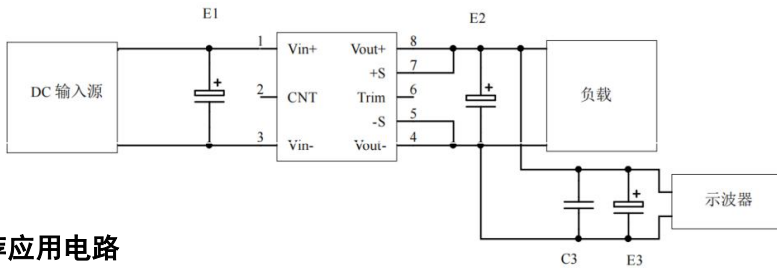 E1
E2
DC 输入源
1 Vin+ Vout+ 8
+S 7
2 CNT Trim 6
-S 5
3 Vin- Vout- 4
+
+
负载
示波器
+
应用电路
C3 E3